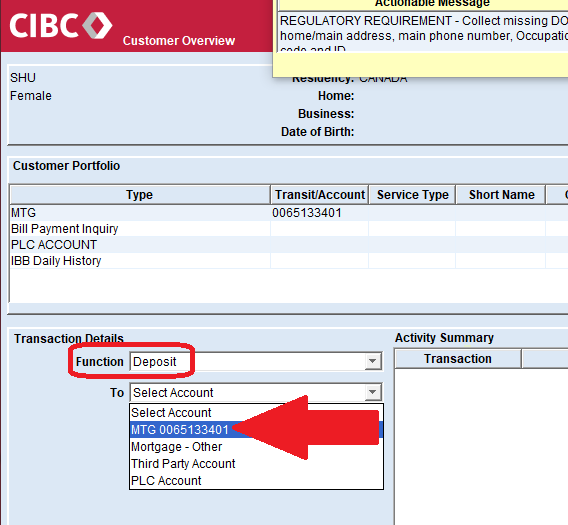 CIBC
Customer Overview
Actionable Message
REGULATORY REQUIREMENT - Collect missing DO
home/main address, main phone number, Occupatio
code and ID
SHU
Residency: CANADA
Female
Home:
Business:
Date of Birth:
Customer Portfolio
Type Transit/Account Service Type Short Name
MTG 0065133401
Bill Payment Inquiry
PLC ACCOUNT
IBB Daily History
Transaction Details
Function Deposit
To Select Account
Select Account
MTG 0065133401
Mortgage - Other
Third Party Account
PLC Account
Activity Summary
Transaction